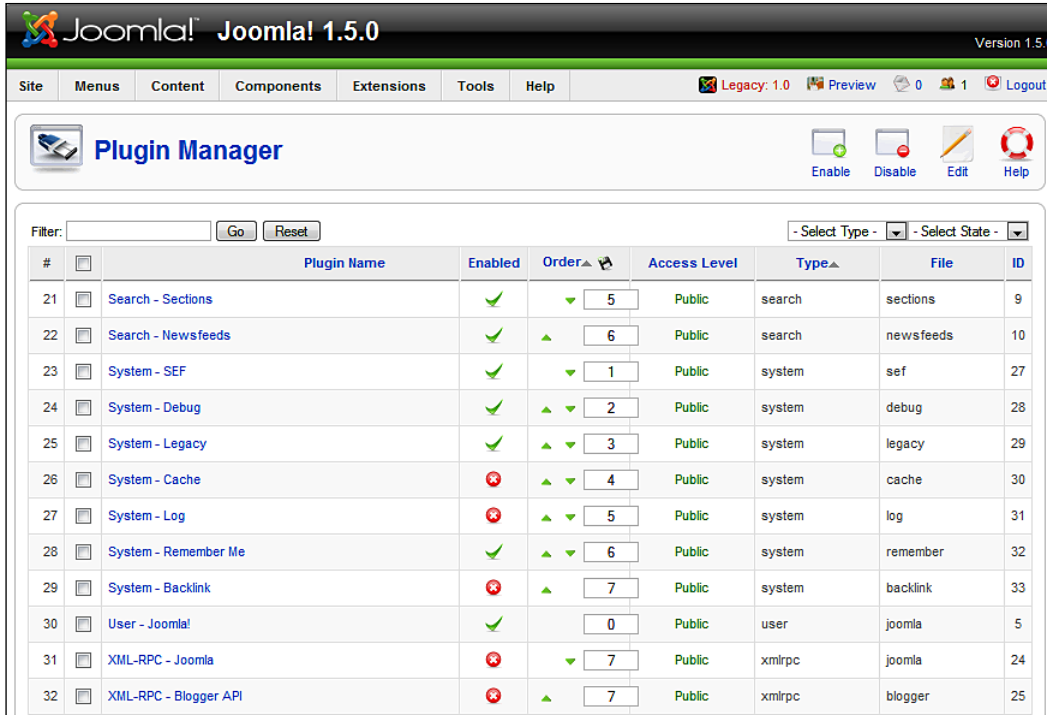 Joomla! Joomla! 1.5.0
Version 1.5.
Site Menus Content Components Extensions Tools Help Legacy: 1.0 Preview 0 1 Logout
Plugin Manager
Enable Disable Edit Help
Filter: Go Reset - Select Type - - Select State -
# Plugin Name Enabled Order Access Level Type File ID
21 Search - Sections 5 Public search sections 9
22 Search - Newsfeeds 6 Public search newsfeeds 10
23 System - SEF 1 Public system sef 27
24 System - Debug 2 Public system debug 28
25 System - Legacy 3 Public system legacy 29
26 System - Cache 4 Public system cache 30
27 System - Log 5 Public system log 31
28 System - Remember Me 6 Public system remember 32
29 System - Backlink 7 Public system backlink 33
30 User - Joomla! 0 Public user joomla 5
31 XML-RPC - Joomla 7 Public xmlrpc joomla 24
32 XML-RPC - Blogger API 7 Public xmlrpc blogger 25